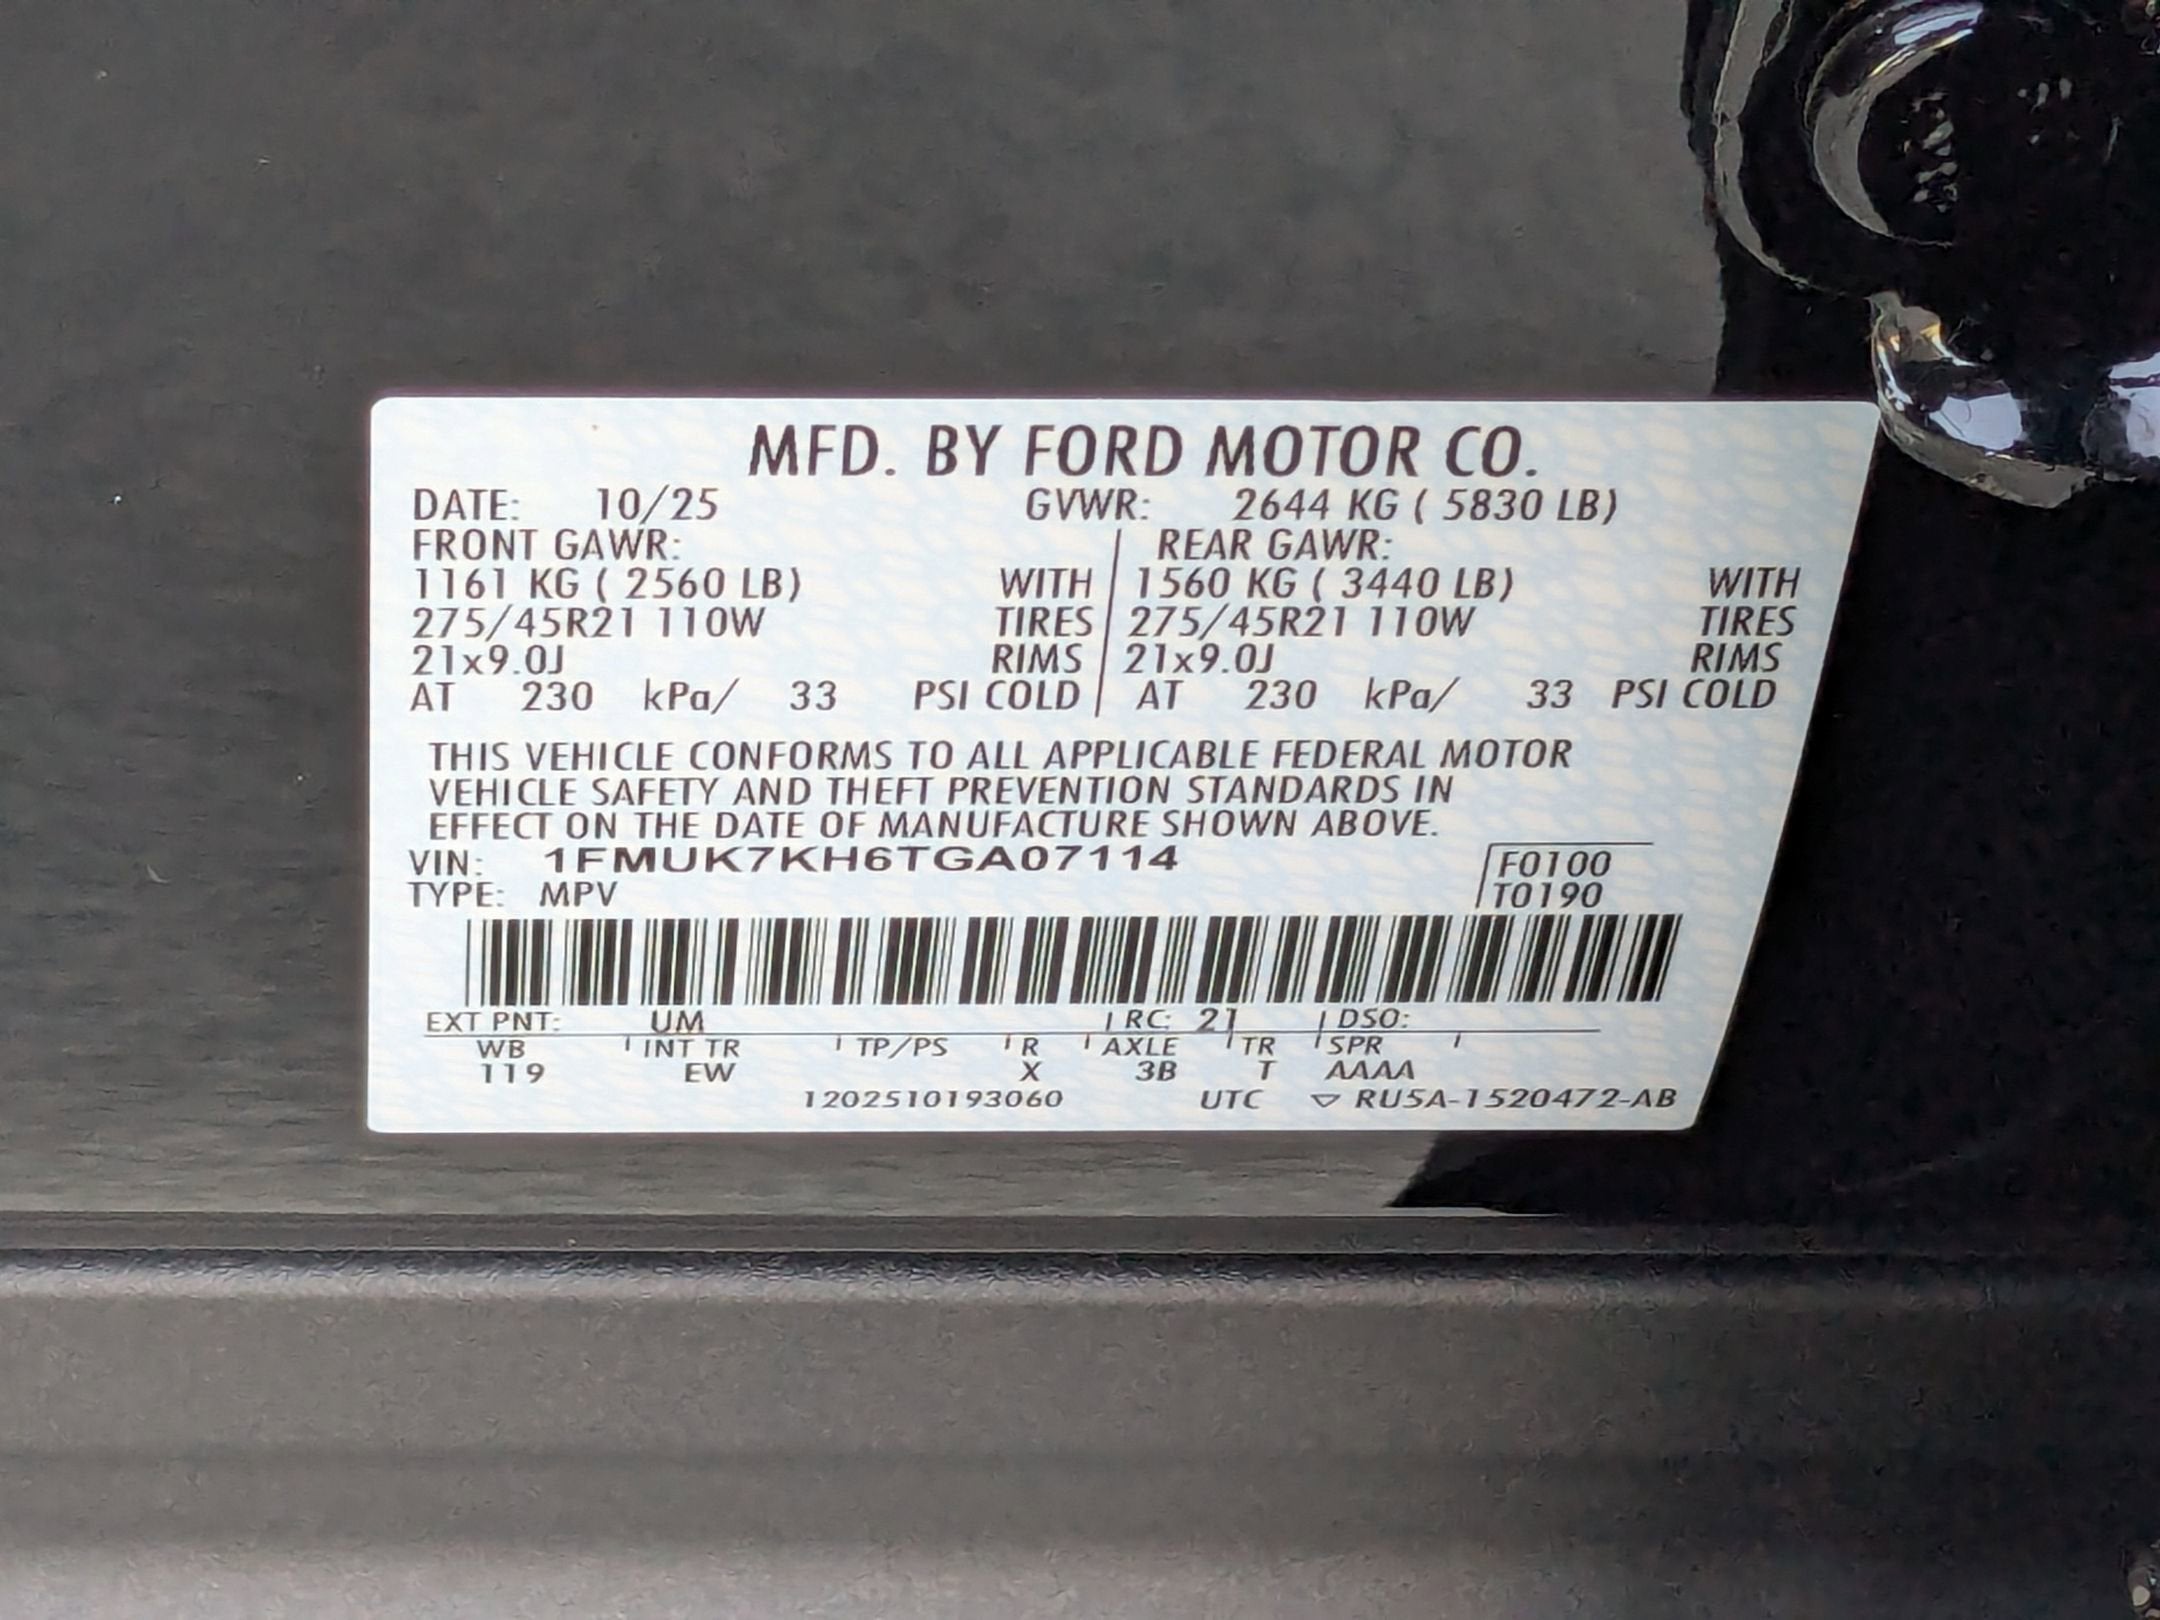 MFD. BY FORD MOTOR CO.
DATE: 10/25 GVWR: 2644 KG ( 5830 LB)
FRONT GAWR: REAR GAWR:
1161 KG ( 2560 LB) WITH 1560 KG ( 3440 LB) WITH
275/45R21 110W TIRES 275/45R21 110W TIRES
21x9.0J RIMS 21x9.0J RIMS
AT 230 kPa/ 33 PSI COLD AT 230 kPa/ 33 PSI COLD
THIS VEHICLE CONFORMS TO ALL APPLICABLE FEDERAL MOTOR
VEHICLE SAFETY AND THEFT PREVENTION STANDARDS IN
EFFECT ON THE DATE OF MANUFACTURE SHOWN ABOVE.
VIN: 1FMUK7KH6TGA07114 F0100
TYPE: MPV T0190
EXT PNT: UM RC: 21 DSO:
WB INT TR TP/PS R AXLE TR SPR
119 EW X 3B T AAAA
1202510193060 UTC ▽ RU5A-1520472-AB